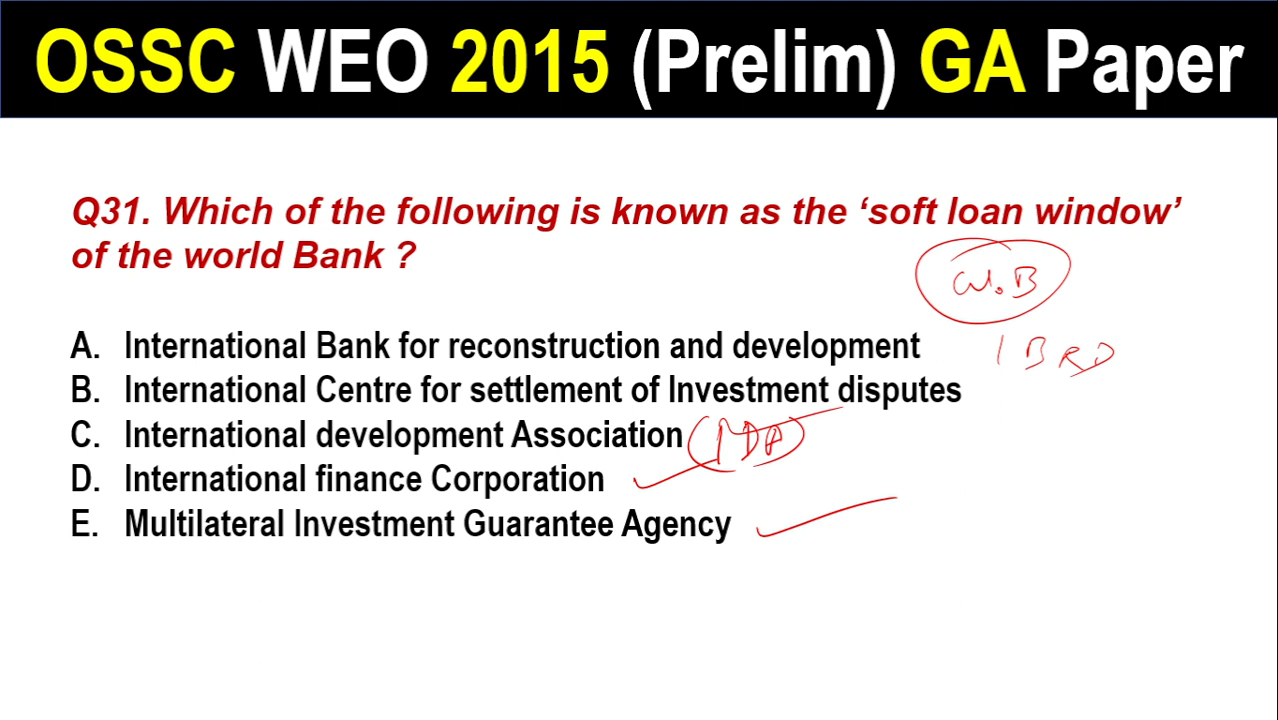 OSSC WEO 2015 (Prelim) GA Paper
Q31. Which of the following is known as the ‘soft loan window’
of the world Bank ?
W.B
A. International Bank for reconstruction and development
IBRD
B. International Centre for settlement of Investment disputes
C. International development Association (IDA)
D. International finance Corporation
E. Multilateral Investment Guarantee Agency